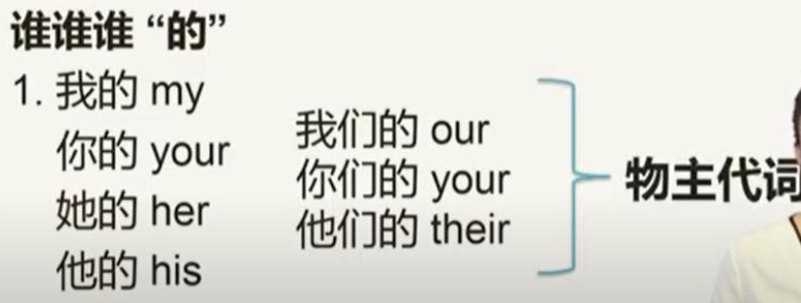 谁谁谁 “的”
1. 我的 my
你的 your
她的 her
他的 his
我们的 our
你们的 your
他们的 their
物主代词